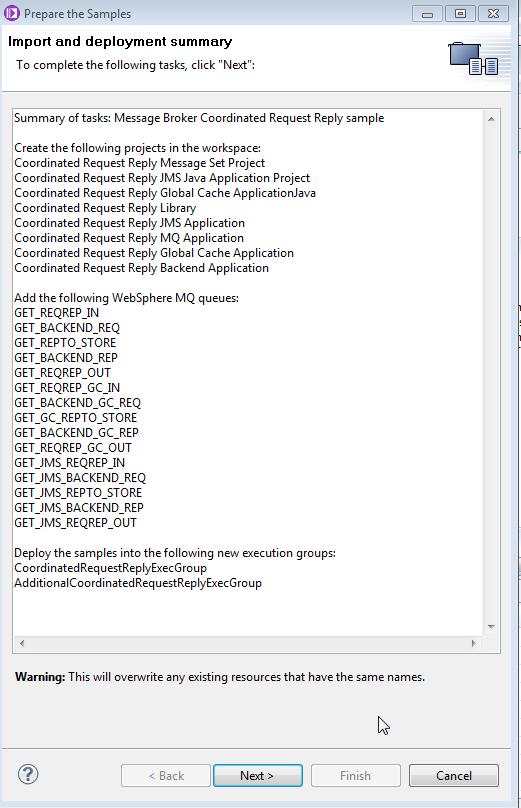 Prepare the Samples
Import and deployment summary
To complete the following tasks, click "Next":
Summary of tasks: Message Broker Coordinated Request Reply sample
Create the following projects in the workspace:
Coordinated Request Reply Message Set Project
Coordinated Request Reply JMS Java Application Project
Coordinated Request Reply Global Cache ApplicationJava
Coordinated Request Reply Library
Coordinated Request Reply JMS Application
Coordinated Request Reply MQ Application
Coordinated Request Reply Global Cache Application
Coordinated Request Reply Backend Application
Add the following WebSphere MQ queues:
GET_REQREP_IN
GET_BACKEND_REQ
GET_REPTO_STORE
GET_BACKEND_REP
GET_REQREP_OUT
GET_REQREP_GC_IN
GET_BACKEND_GC_REQ
GET_GC_REPTO_STORE
GET_BACKEND_GC_REP
GET_REQREP_GC_OUT
GET_JMS_REQREP_IN
GET_JMS_BACKEND_REQ
GET_JMS_REPTO_STORE
GET_JMS_BACKEND_REP
GET_JMS_REQREP_OUT
Deploy the samples into the following new execution groups:
CoordinatedRequestReplyExecGroup
AdditionalCoordinatedRequestReplyExecGroup
Warning: This will overwrite any existing resources that have the same names.
? < Back Next > Finish Cancel